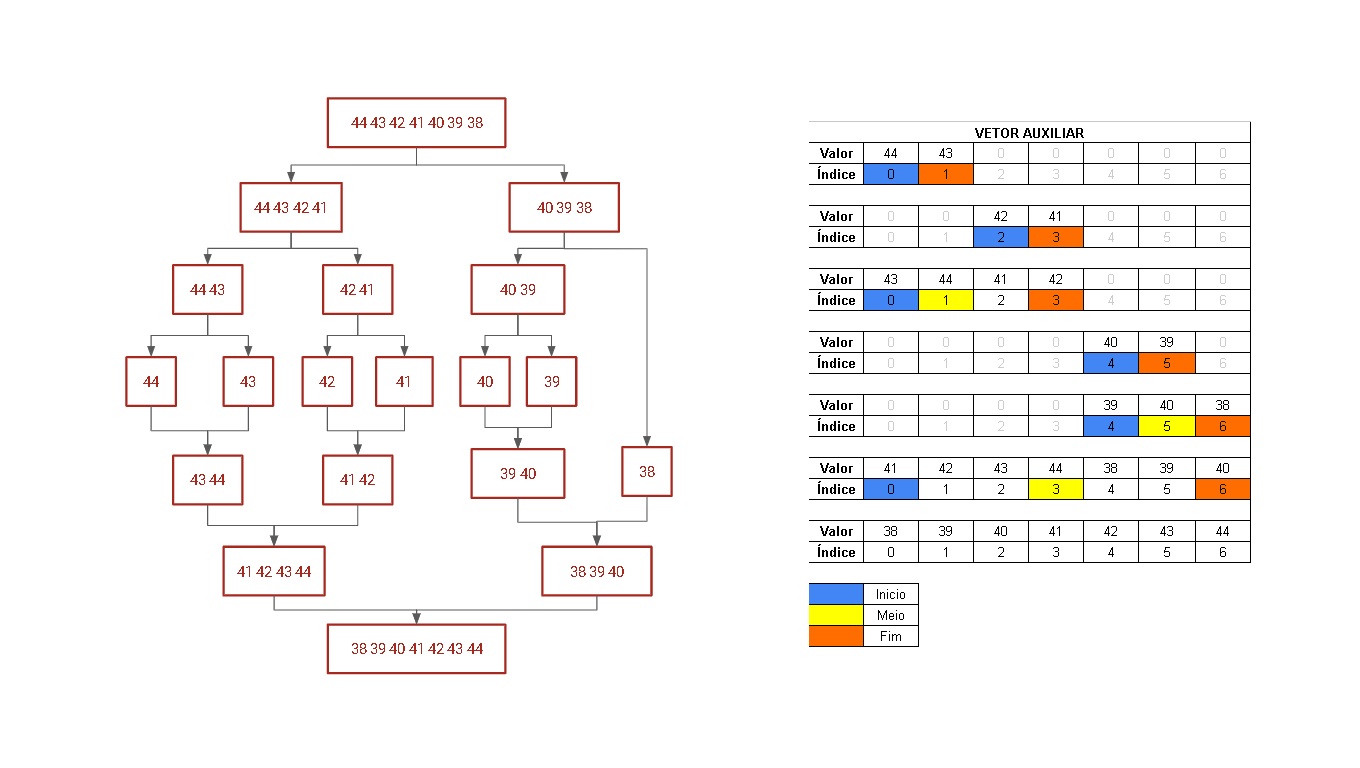 44 43 42 41 40 39 38
44 43 42 41
40 39 38
44 43
42 41
40 39
44
43
42
41
40
39
43 44
41 42
39 40
38
41 42 43 44
38 39 40
38 39 40 41 42 43 44
VETOR AUXILIAR
Valor 44 43 0 0 0 0 0
Índice 0 1 2 3 4 5 6
Valor 0 0 42 41 0 0 0
Índice 0 1 2 3 4 5 6
Valor 43 44 41 42 0 0 0
Índice 0 1 2 3 4 5 6
Valor 0 0 0 0 40 39 0
Índice 0 1 2 3 4 5 6
Valor 0 0 0 0 39 40 38
Índice 0 1 2 3 4 5 6
Valor 41 42 43 44 38 39 40
Índice 0 1 2 3 4 5 6
Valor 38 39 40 41 42 43 44
Índice 0 1 2 3 4 5 6
Inicio
Meio
Fim